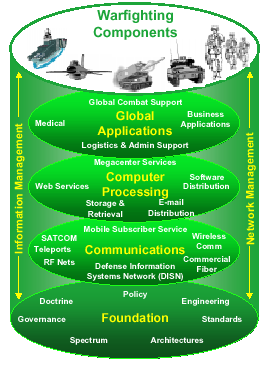 Warfighting
Components
Information Management
Network Management
Global Combat Support
Medical
Global
Applications
Business
Applications
Logistics & Admin Support
Megacenter Services
Web Services
Computer
Processing
Software
Distribution
Storage &
Retrieval
E-mail
Distribution
Mobile Subscriber Service
SATCOM
Teleports
RF Nets
Communications
Wireless
Comm
Commercial
Fiber
Defense Information
Systems Network (DISN)
Policy
Doctrine
Engineering
Governance
Foundation
Standards
Spectrum
Architectures